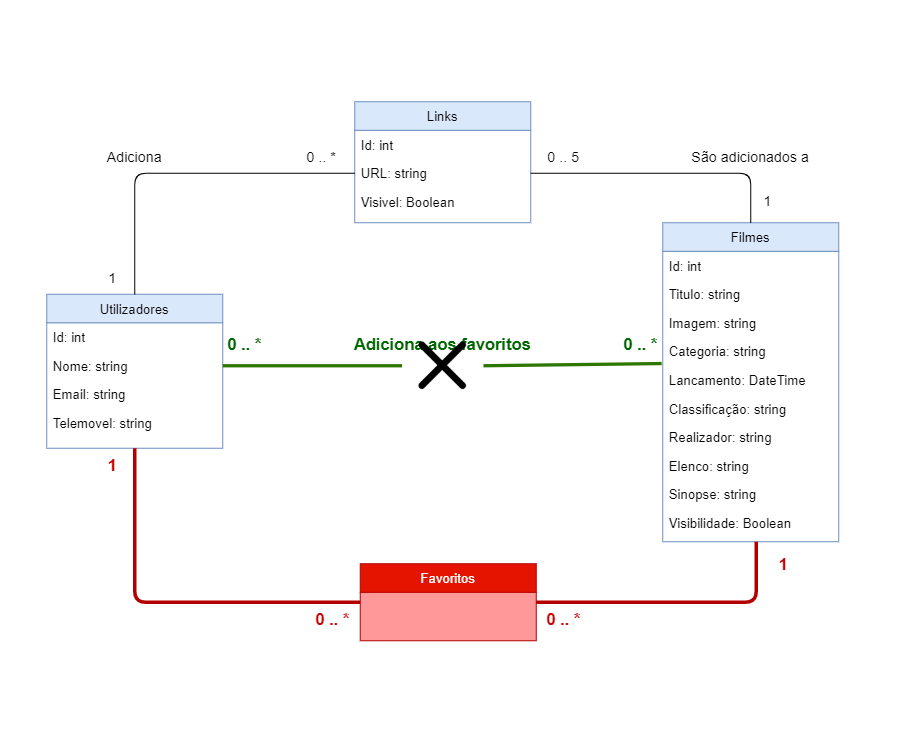 Links
Id: int
URL: string
Visivel: Boolean
Adiciona
0 .. *
0 .. 5
São adicionados a
1
1
Filmes
Id: int
Titulo: string
Imagem: string
Categoria: string
Lancamento: DateTime
Classificação: string
Realizador: string
Elenco: string
Sinopse: string
Visibilidade: Boolean
Utilizadores
Id: int
Nome: string
Email: string
Telemovel: string
0 .. *
Adiciona aos favoritos
0 .. *
1
1
Favoritos
0 .. *
0 .. *